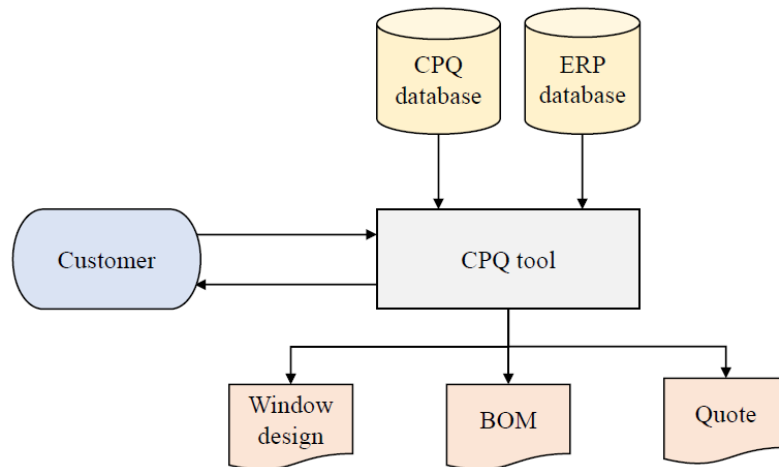 CPQ
database
ERP
database
Customer
CPQ tool
Window
design
BOM
Quote